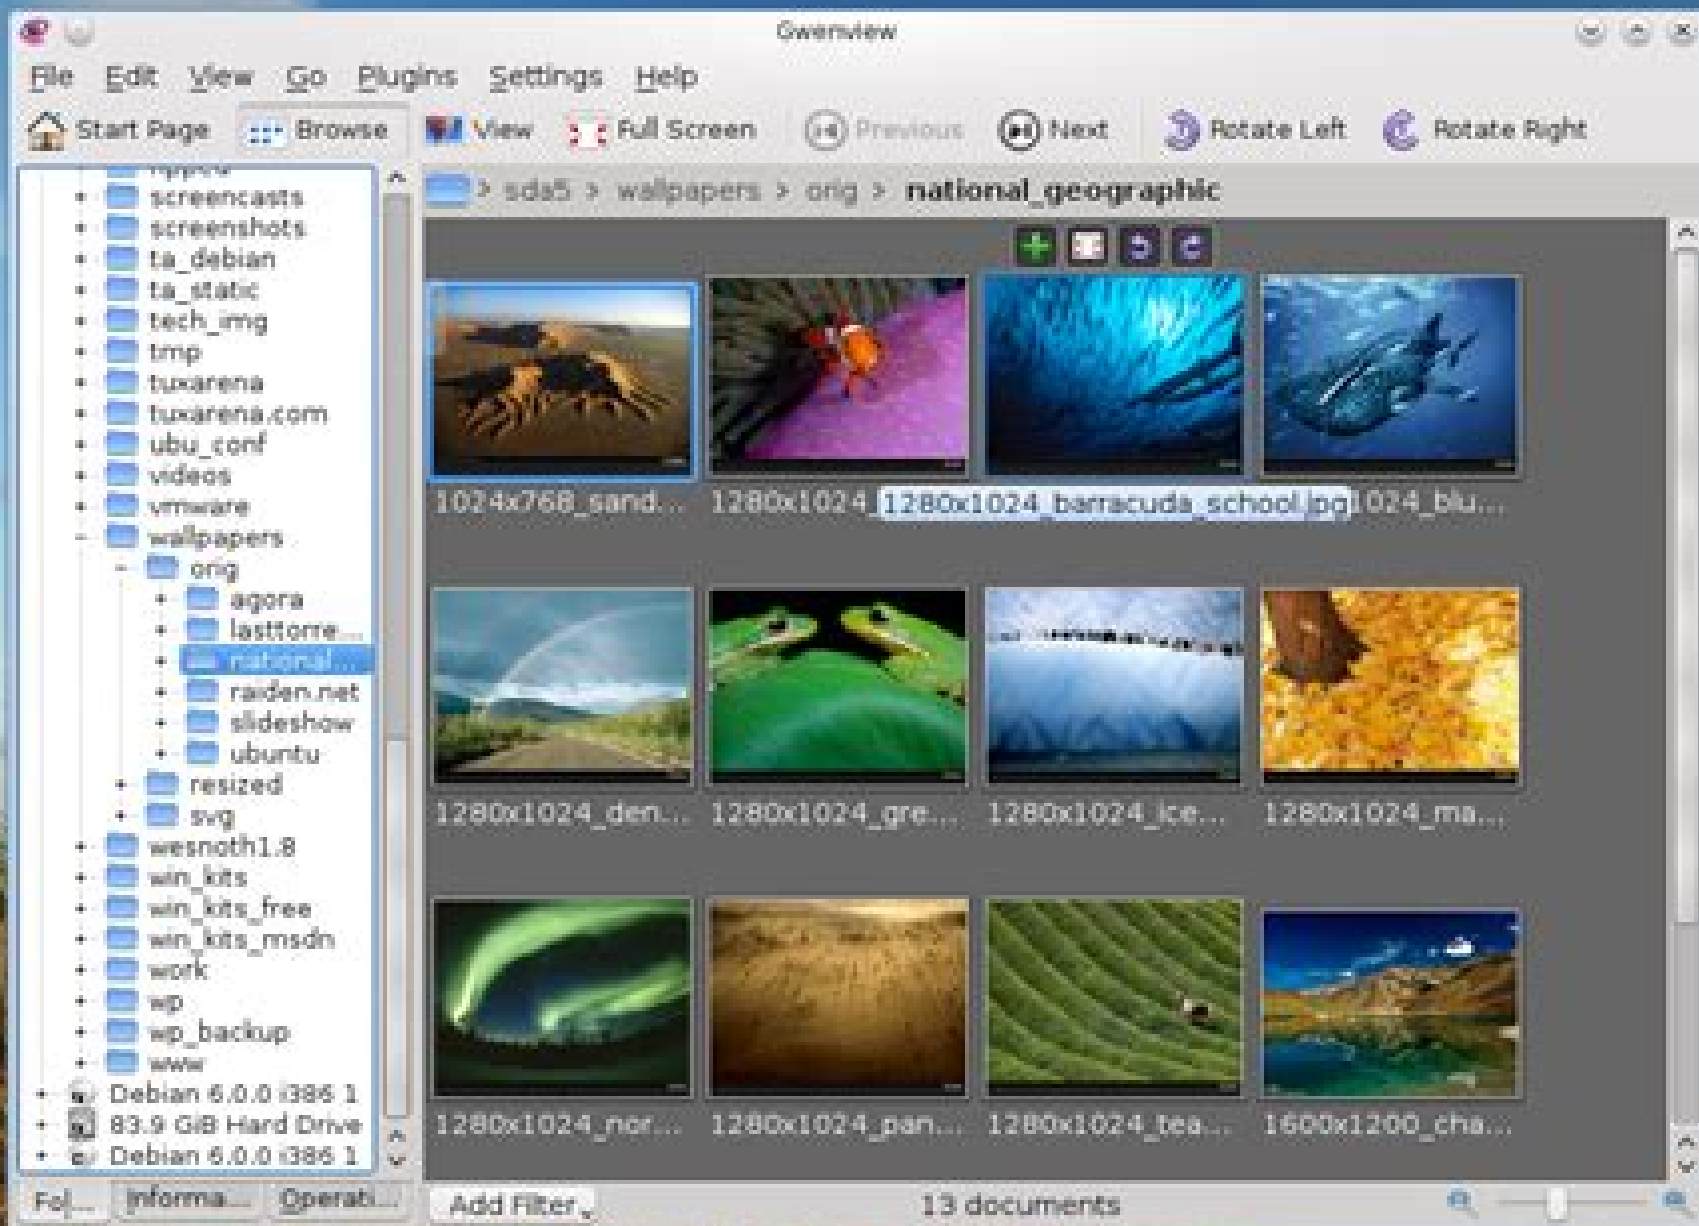 Gwenview
File Edit View Go Plugins Settings Help
Start Page Browse View Full Screen Previous Next Rotate Left Rotate Right
> sda5 > wallpapers > orig > national_geographic
screencasts
screenshots
ta_debian
ta_static
tech_img
tmp
tuxarena
tuxarena.com
ubu_conf
videos
vmware
wallpapers
orig
agora
lasttorre...
national...
raiden.net
slideshow
ubuntu
resized
svg
wesnoth1.8
win_kits
win_kits_free
win_kits_msdn
work
wp
wp_backup
www
Debian 6.0.0 i386 1
83.9 GiB Hard Drive
Debian 6.0.0 i386 1
Fol... Informa... Operati...
1024x768_sand... 1280x1024_ 1280x1024_barracuda_school.jpg 1024_blu...
1280x1024_den... 1280x1024_gre... 1280x1024_ice... 1280x1024_ma...
1280x1024_nor... 1280x1024_pan... 1280x1024_tea... 1600x1200_cha...
Add Filter 13 documents